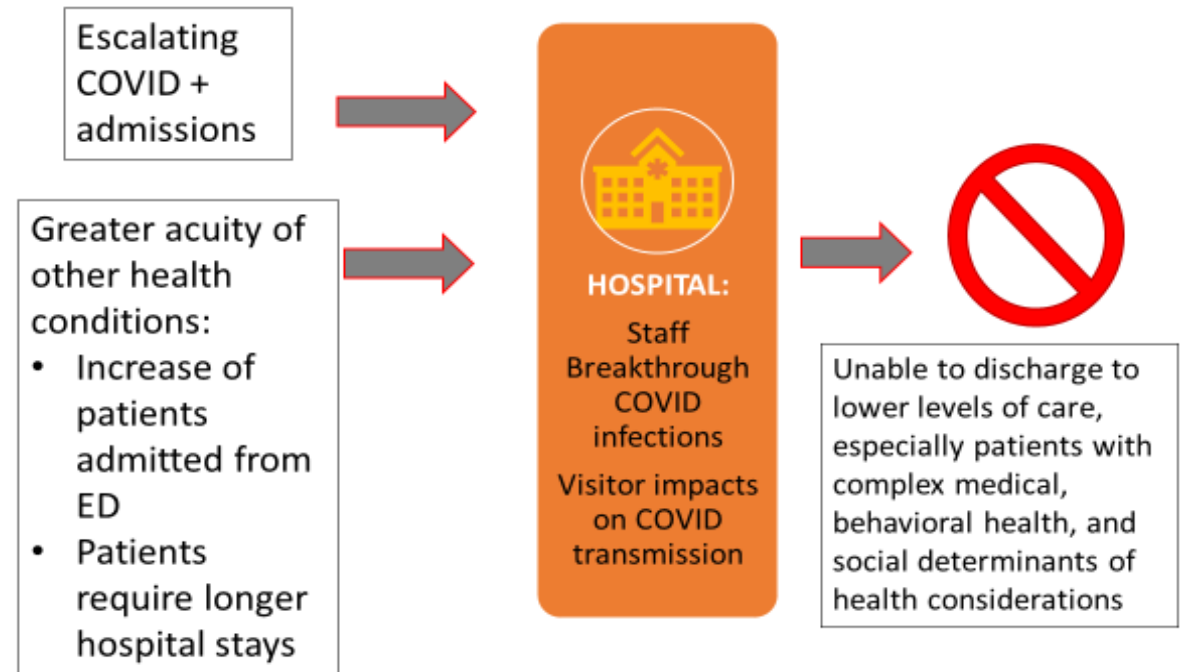 Escalating
COVID +
admissions
Greater acuity of
other health
conditions:
• Increase of
patients
admitted from
ED
• Patients
require longer
hospital stays
HOSPITAL:
Staff
Breakthrough
COVID
infections
Visitor impacts
on COVID
transmission
Unable to discharge to
lower levels of care,
especially patients with
complex medical,
behavioral health, and
social determinants of
health considerations